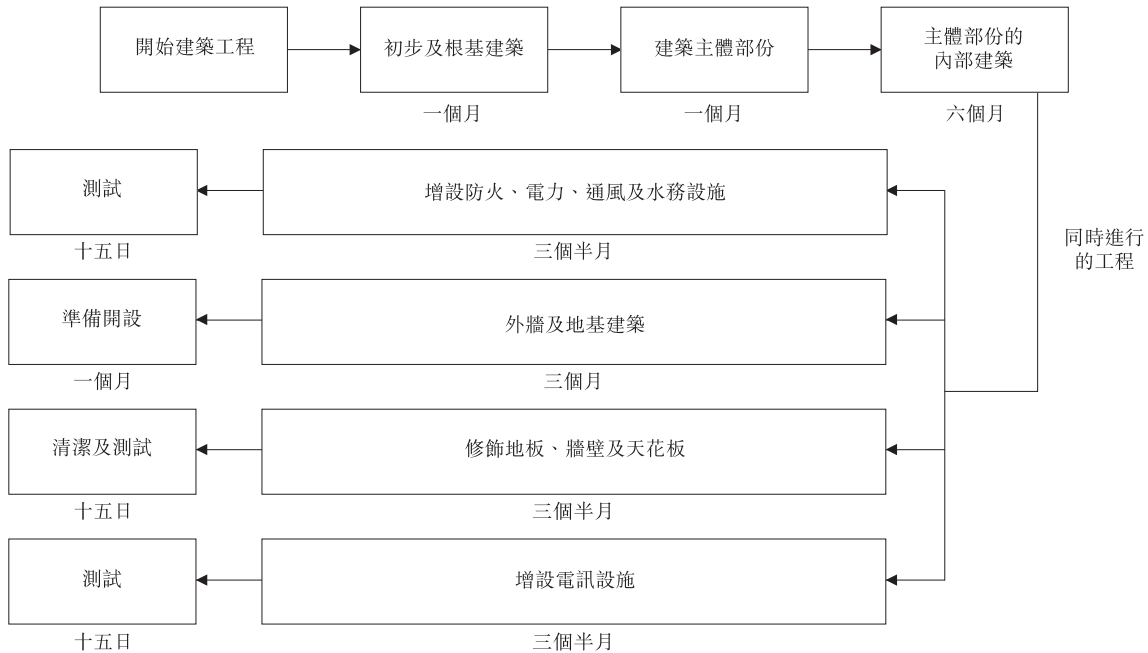 開始建築工程
初步及根基建築
建築主體部份
主體部份的
內部建築
一個月
一個月
六個月
同時進行
的工程
測試
增設防火、電力、通風及水務設施
十五日
三個半月
準備開設
外牆及地基建築
一個月
三個月
清潔及測試
修飾地板、牆壁及天花板
十五日
三個半月
測試
增設電訊設施
十五日
三個半月